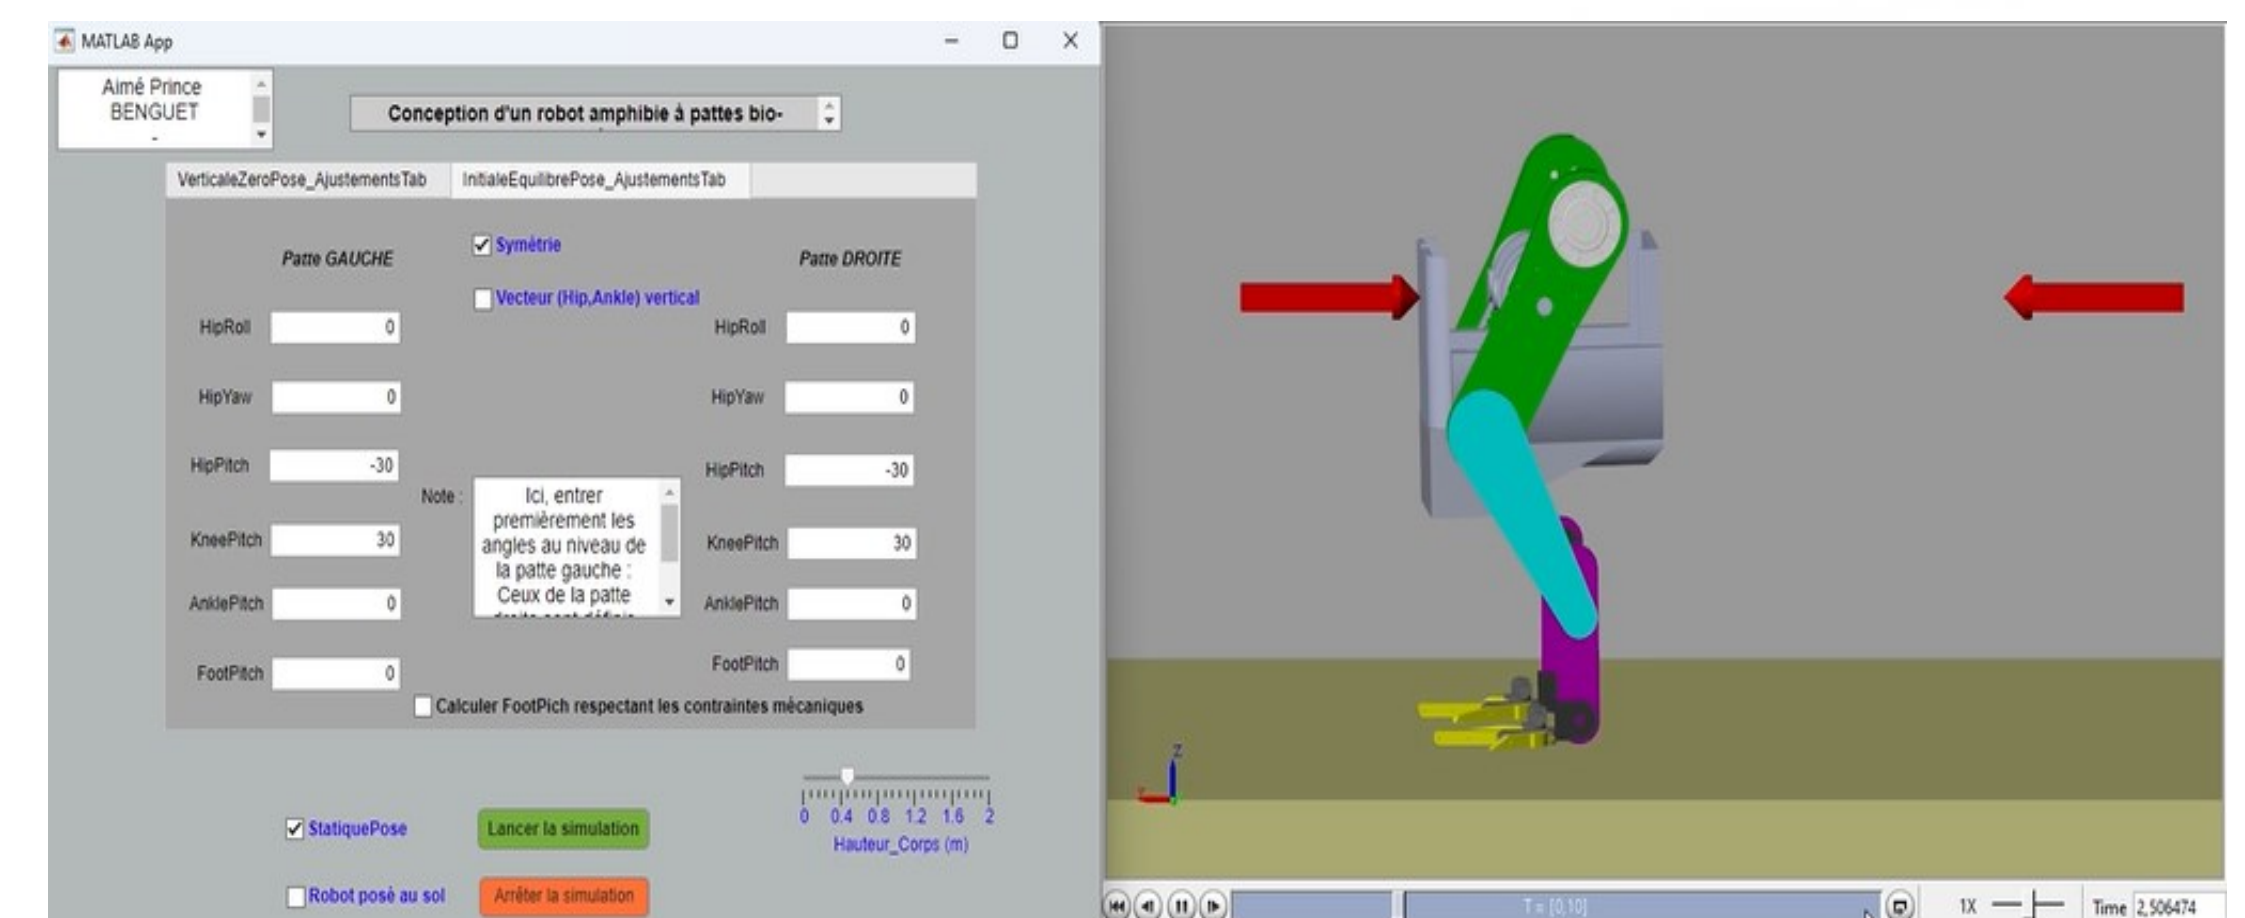 MATLAB App
Aimé Prince
BENGUET
-
Conception d'un robot amphibie à pattes bio-
VerticaleZeroPose_AjustementsTab
InitialeEquilibrePose_AjustementsTab
Patte GAUCHE
Symétrie
Vecteur (Hip,Ankle) vertical
Patte DROITE
HipRoll 0
HipRoll 0
HipYaw 0
HipYaw 0
HipPitch -30
HipPitch -30
Note :
Ici, entrer
premièrement les
angles au niveau de
la patte gauche :
Ceux de la patte
KneePitch 30
KneePitch 30
AnklePitch 0
AnklePitch 0
FootPitch 0
FootPitch 0
Calculer FootPich respectant les contraintes mécaniques
0 0.4 0.8 1.2 1.6 2
Hauteur_Corps (m)
StatiquePose
Lancer la simulation
Robot posé au sol
Arrêter la simulation
Z
T = [0,10]
1X
Time 2,506474